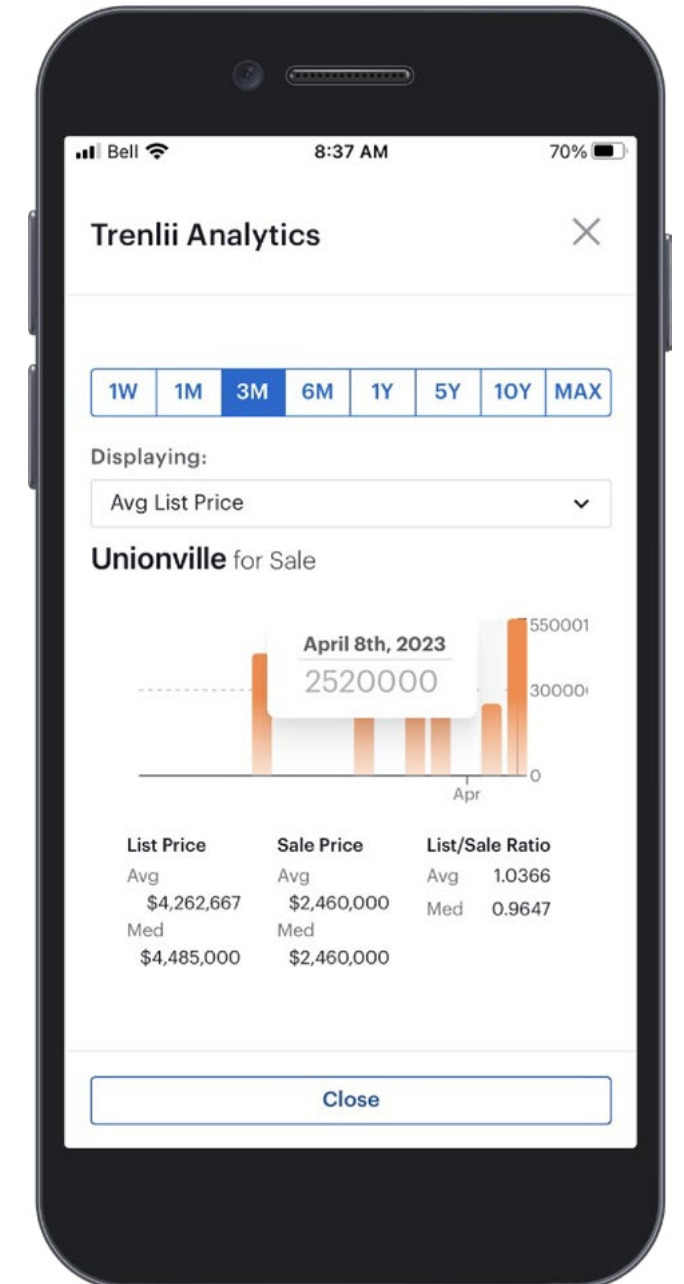 Bell 8:37 AM 70%
Trenlii Analytics
1W 1M 3M 6M 1Y 5Y 10Y MAX
Displaying:
Avg List Price
Unionville for Sale
April 8th, 2023
2520000
550001
30000
0
Apr
List Price Sale Price List/Sale Ratio
Avg Avg Avg 1.0366
$4,262,667 $2,460,000
Med Med Med 0.9647
$4,485,000 $2,460,000
Close